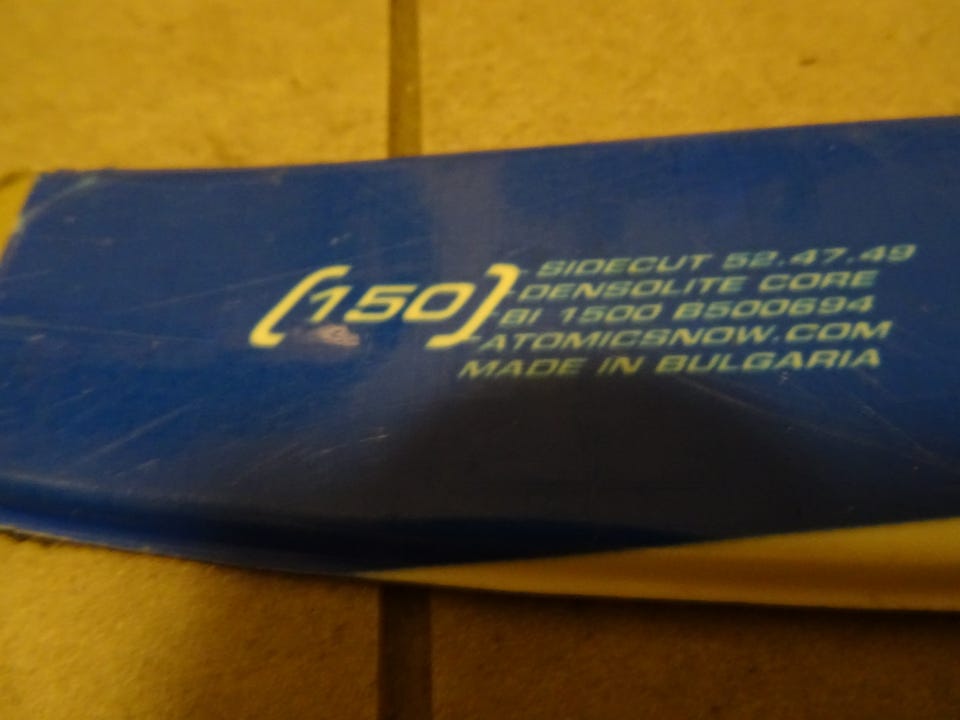 [150]
SIDECUT 52.47.49
DENSOLITE CORE
BI 1500 8500694
ATOMICSNOW.COM
MADE IN BULGARIA